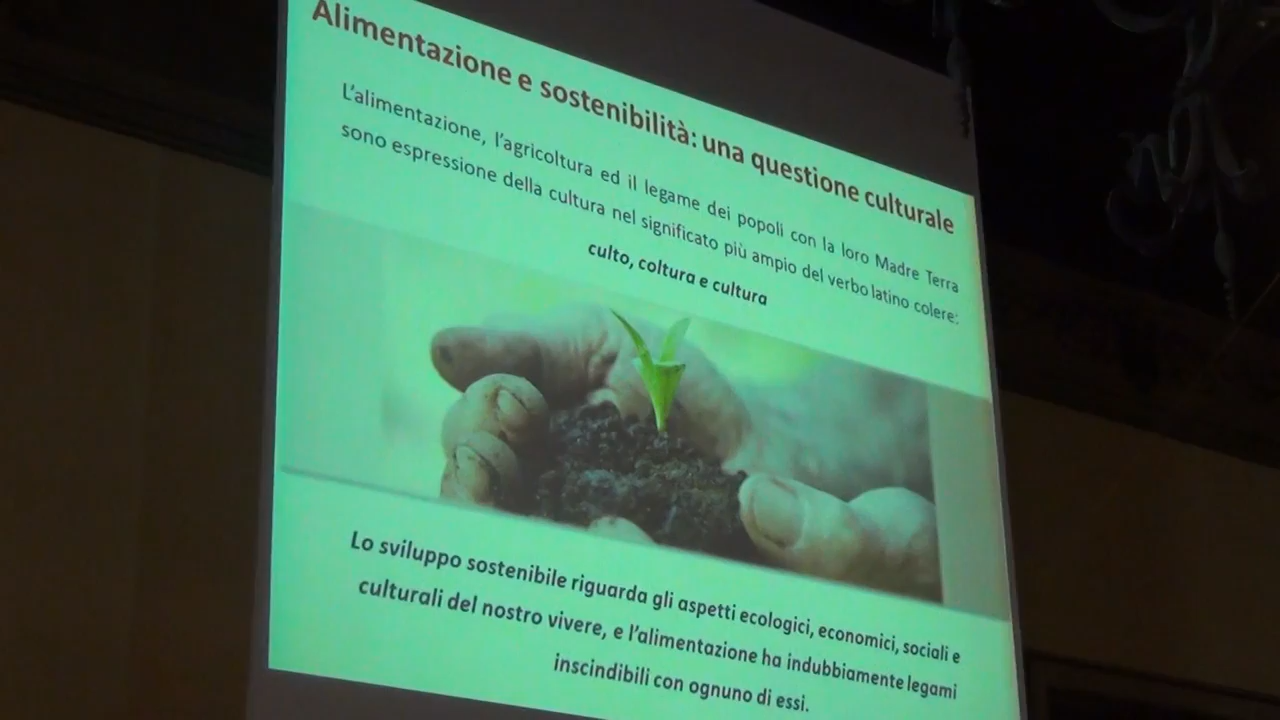 Alimentazione e sostenibilità: una questione culturale
L'alimentazione, l'agricoltura ed il legame dei popoli con la loro Madre Terra
sono espressione della cultura nel significato più ampio del verbo latino colere:
culto, coltura e cultura
Lo sviluppo sostenibile riguarda gli aspetti ecologici, economici, sociali e
culturali del nostro vivere, e l'alimentazione ha indubbiamente legami
inscindibili con ognuno di essi.